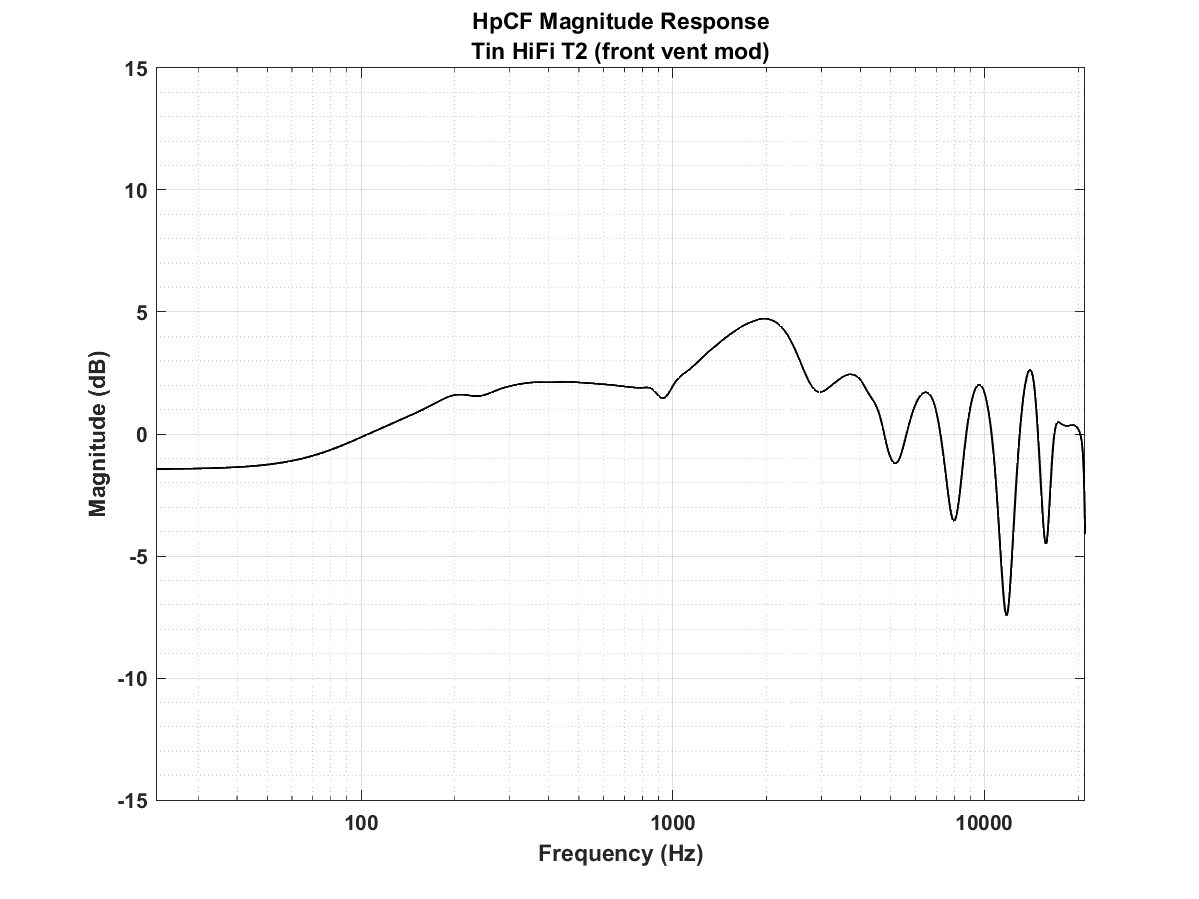 HpCF Magnitude Response
Tin HiFi T2 (front vent mod)
15
10
5
0
-5
-10
-15
Magnitude (dB)
100 1000 10000
Frequency (Hz)